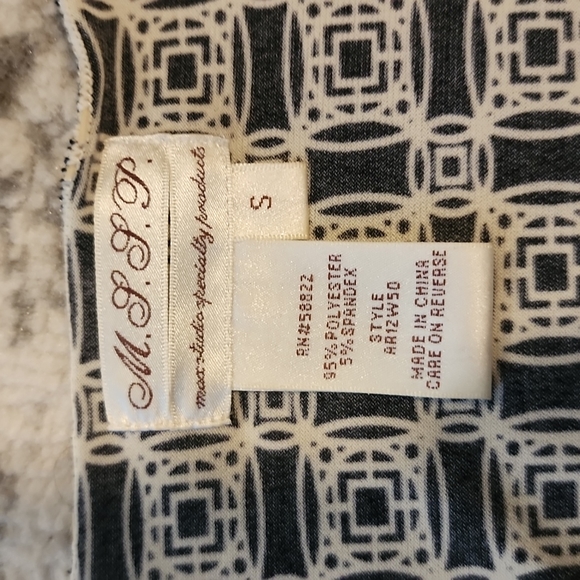 M.S.S.P.
max-studio specialty products
S
RN#58822
95% POLYESTER
5% SPANDEX
STYLE
AR12W50
MADE IN CHINA
CARE ON REVERSE